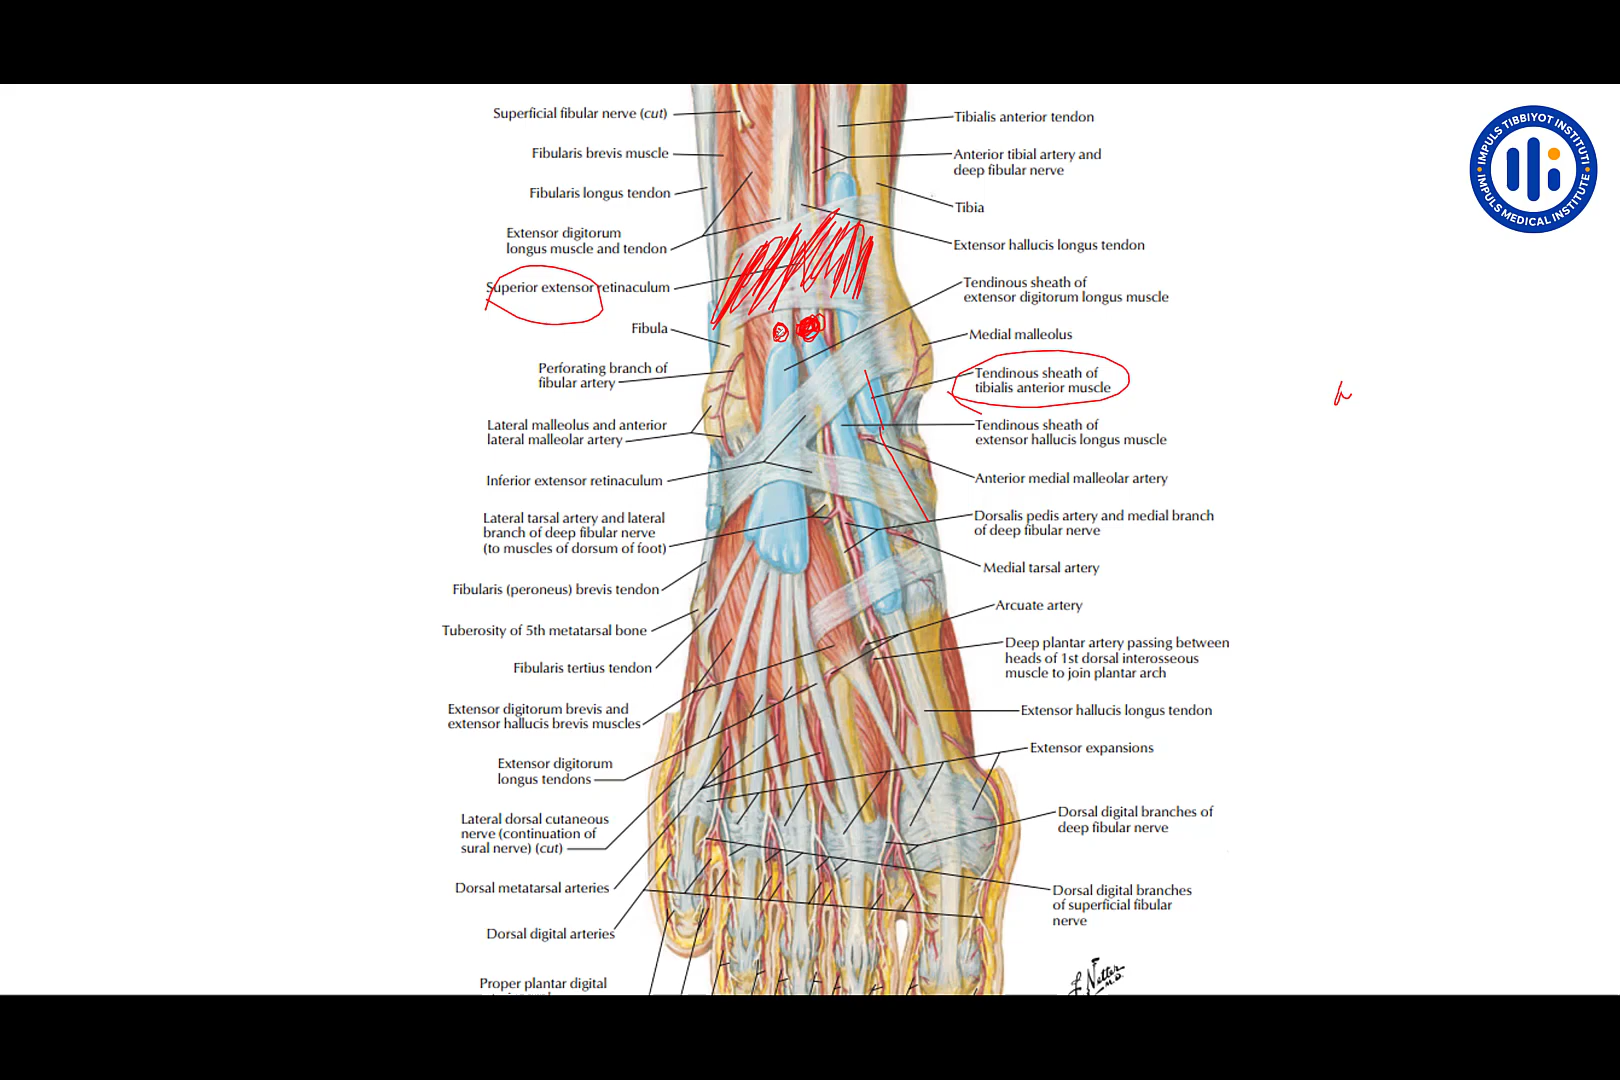 Superficial fibular nerve (cut)
Fibularis brevis muscle
Fibularis longus tendon
Extensor digitorum
longus muscle and tendon
Superior extensor retinaculum
Fibula
Perforating branch of
fibular artery
Lateral malleolus and anterior
lateral malleolar artery
Inferior extensor retinaculum
Lateral tarsal artery and lateral
branch of deep fibular nerve
(to muscles of dorsum of foot)
Fibularis (peroneus) brevis tendon
Tuberosity of 5th metatarsal bone
Fibularis tertius tendon
Extensor digitorum brevis and
extensor hallucis brevis muscles
Extensor digitorum
longus tendons
Lateral dorsal cutaneous
nerve (continuation of
sural nerve) (cut)
Dorsal metatarsal arteries
Dorsal digital arteries
Proper plantar digital
Tibialis anterior tendon
Anterior tibial artery and
deep fibular nerve
Tibia
Extensor hallucis longus tendon
Tendinous sheath of
extensor digitorum longus muscle
Medial malleolus
Tendinous sheath of
tibialis anterior muscle
Tendinous sheath of
extensor hallucis longus muscle
Anterior medial malleolar artery
Dorsalis pedis artery and medial branch
of deep fibular nerve
Medial tarsal artery
Arcuate artery
Deep plantar artery passing between
heads of 1st dorsal interosseous
muscle to join plantar arch
Extensor hallucis longus tendon
Extensor expansions
Dorsal digital branches of
deep fibular nerve
Dorsal digital branches
of superficial fibular
nerve
F. Netter
M.D.
IMPULS TIBBIYOT INSTITUTI
IMPULS MEDICAL INSTITUTE